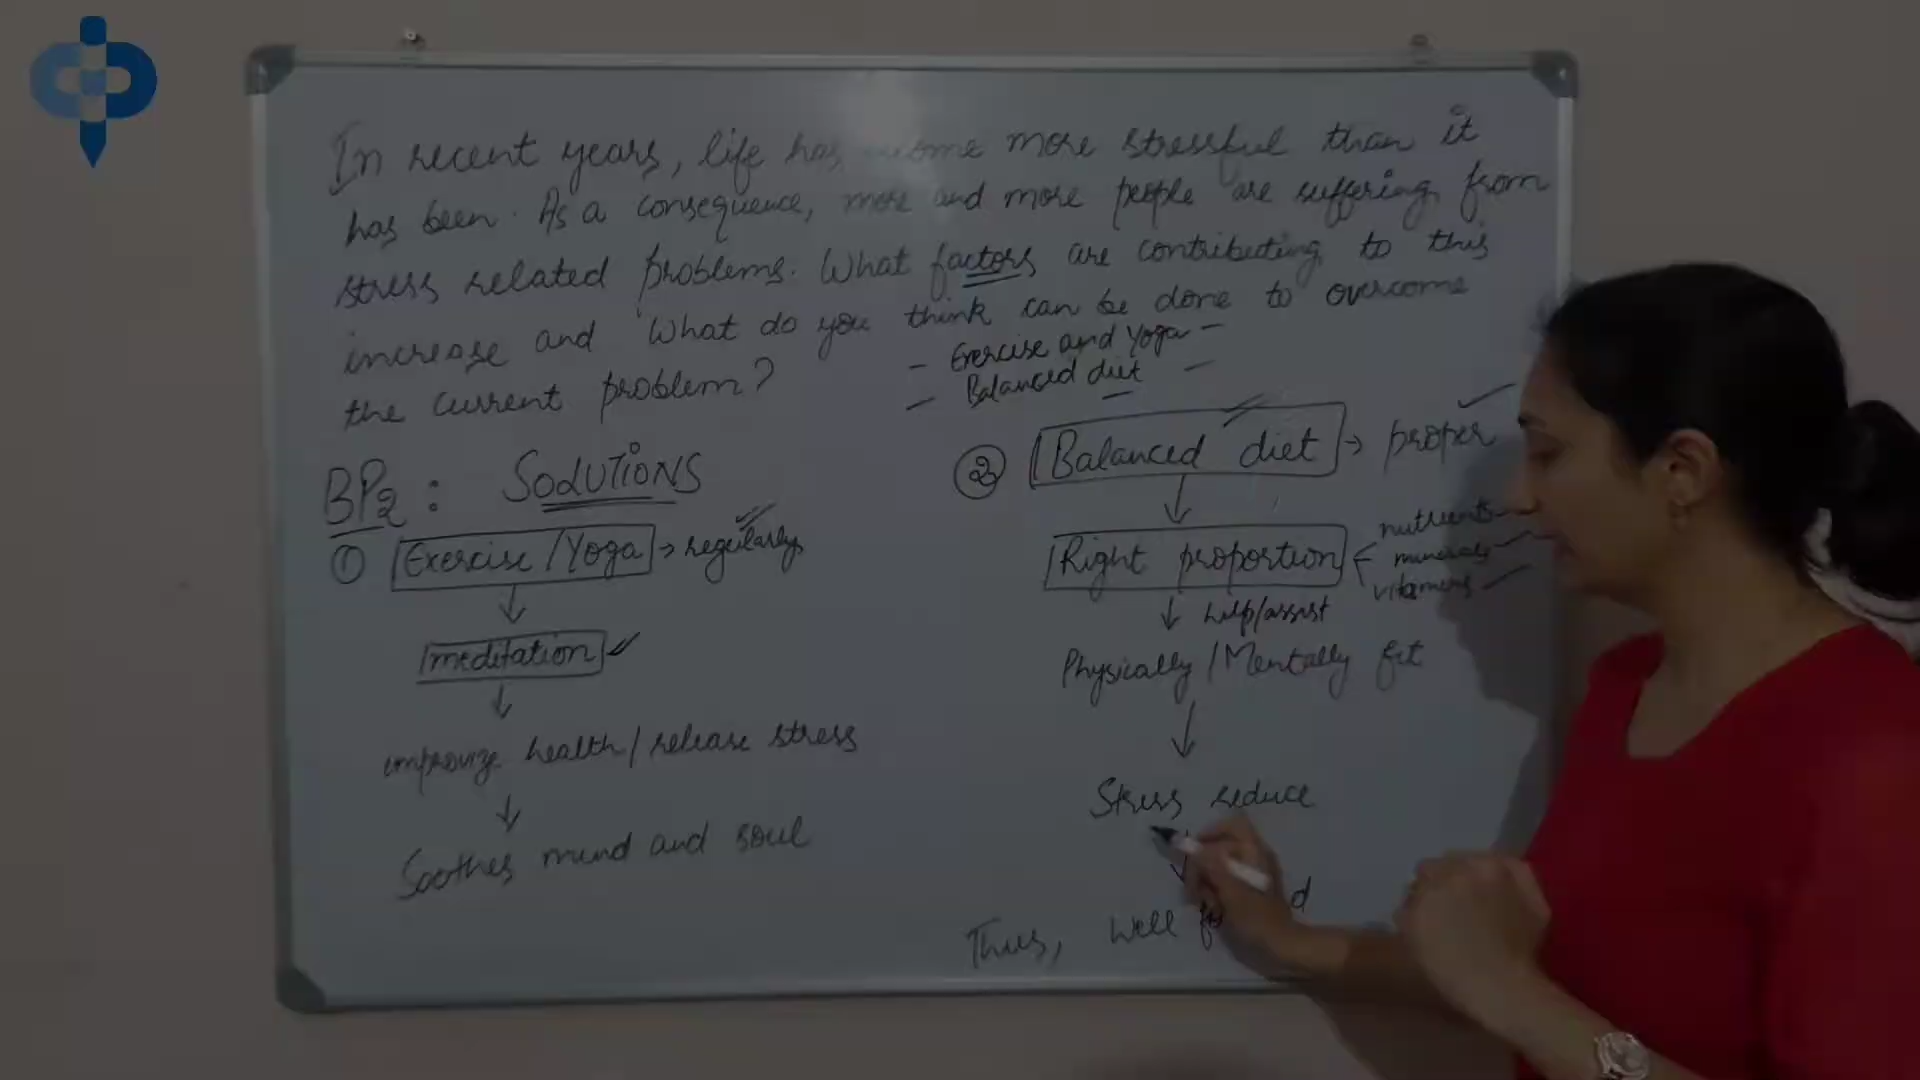 In recent years, life has become more stressful than it
has been. As a consequence, more and more people are suffering from
stress related problems. What factors are contributing to this
increase and What do you think can be done to overcome
the current problem?
- Exercise and Yoga -
- Balanced diet -
BP2 : SOLUTIONS
① Exercise/Yoga → regularly
↓
meditation
↓
improvize health/release stress
↓
Soothes mind and soul
② Balanced diet → proper
↓
Right proportion
nutrients
minerals
vitamins
↓ help/assist
Physically/Mentally fit
↓
Stress reduce
↓
Thus, Well